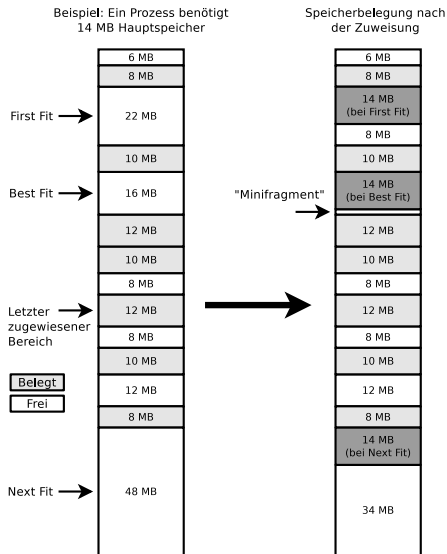 Beispiel: Ein Prozess benötigt
14 MB Hauptspeicher
6 MB
8 MB
First Fit
22 MB
10 MB
Best Fit
16 MB
12 MB
10 MB
8 MB
Letzter
zugewiesener
Bereich
12 MB
8 MB
10 MB
Belegt
Frei
12 MB
8 MB
Next Fit
48 MB
Speicherbelegung nach
der Zuweisung
6 MB
8 MB
14 MB
(bei First Fit)
8 MB
10 MB
14 MB
(bei Best Fit)
"Minifragment"
12 MB
10 MB
8 MB
12 MB
8 MB
10 MB
12 MB
8 MB
14 MB
(bei Next Fit)
34 MB